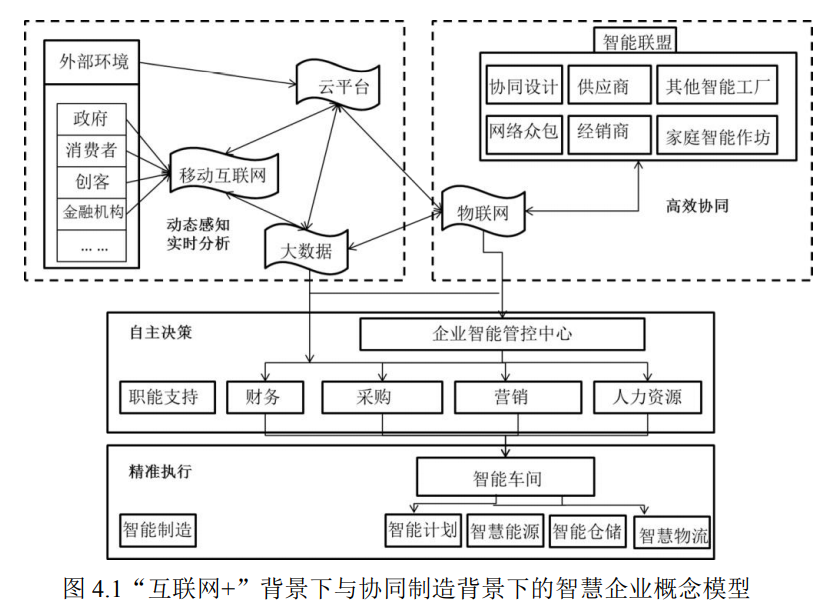 外部环境
政府
消费者
创客
金融机构
... ...
云平台
移动互联网
动态感知
实时分析
大数据
智能联盟
协同设计
供应商
其他智能工厂
网络众包
经销商
家庭智能作坊
物联网
高效协同
自主决策
企业智能管控中心
职能支持
财务
采购
营销
人力资源
精准执行
智能车间
智能制造
智能计划
智慧能源
智能仓储
智慧物流
图 4.1“互联网+”背景下与协同制造背景下的智慧企业概念模型